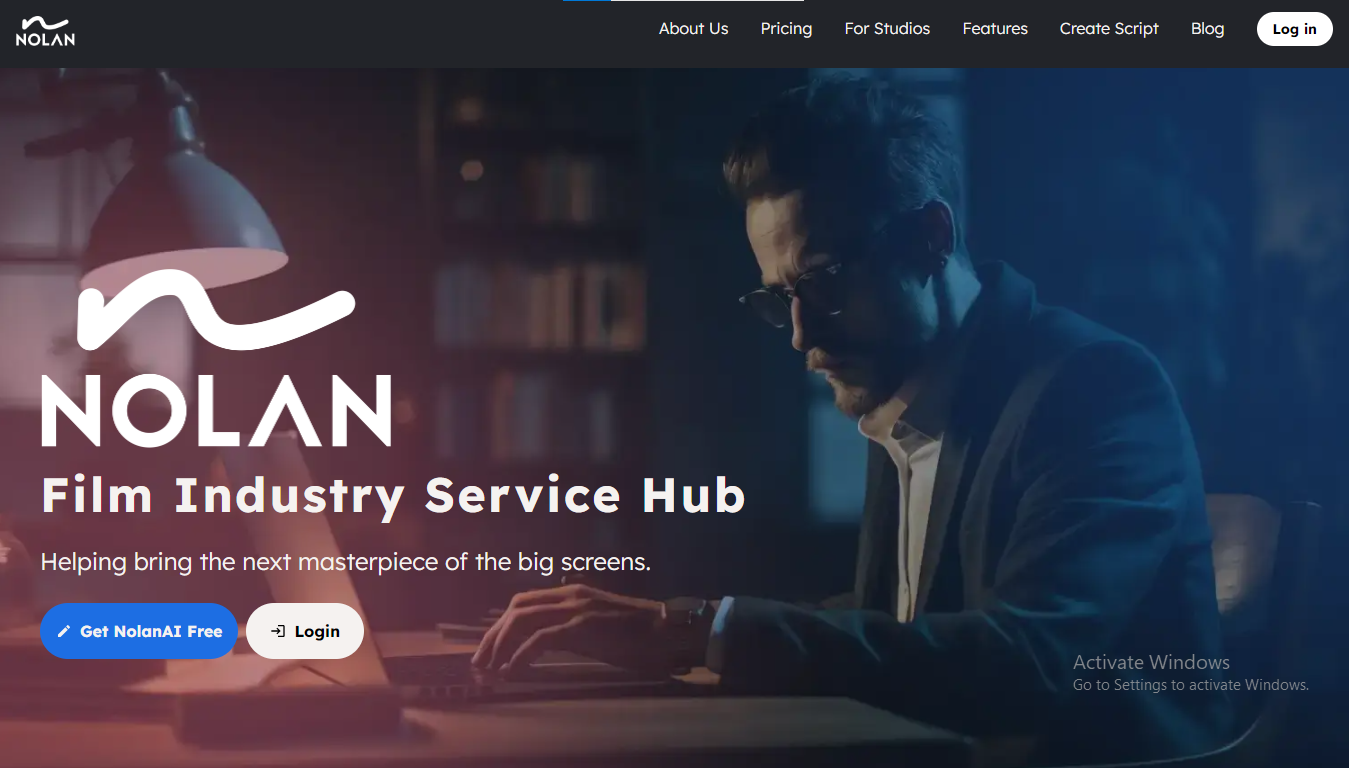 NOLAN
About Us
Pricing
For Studios
Features
Create Script
Blog
Log in
NOLAN
Film Industry Service Hub
Helping bring the next masterpiece of the big screens.
Get NolanAI Free
Login
Activate Windows
Go to Settings to activate Windows.